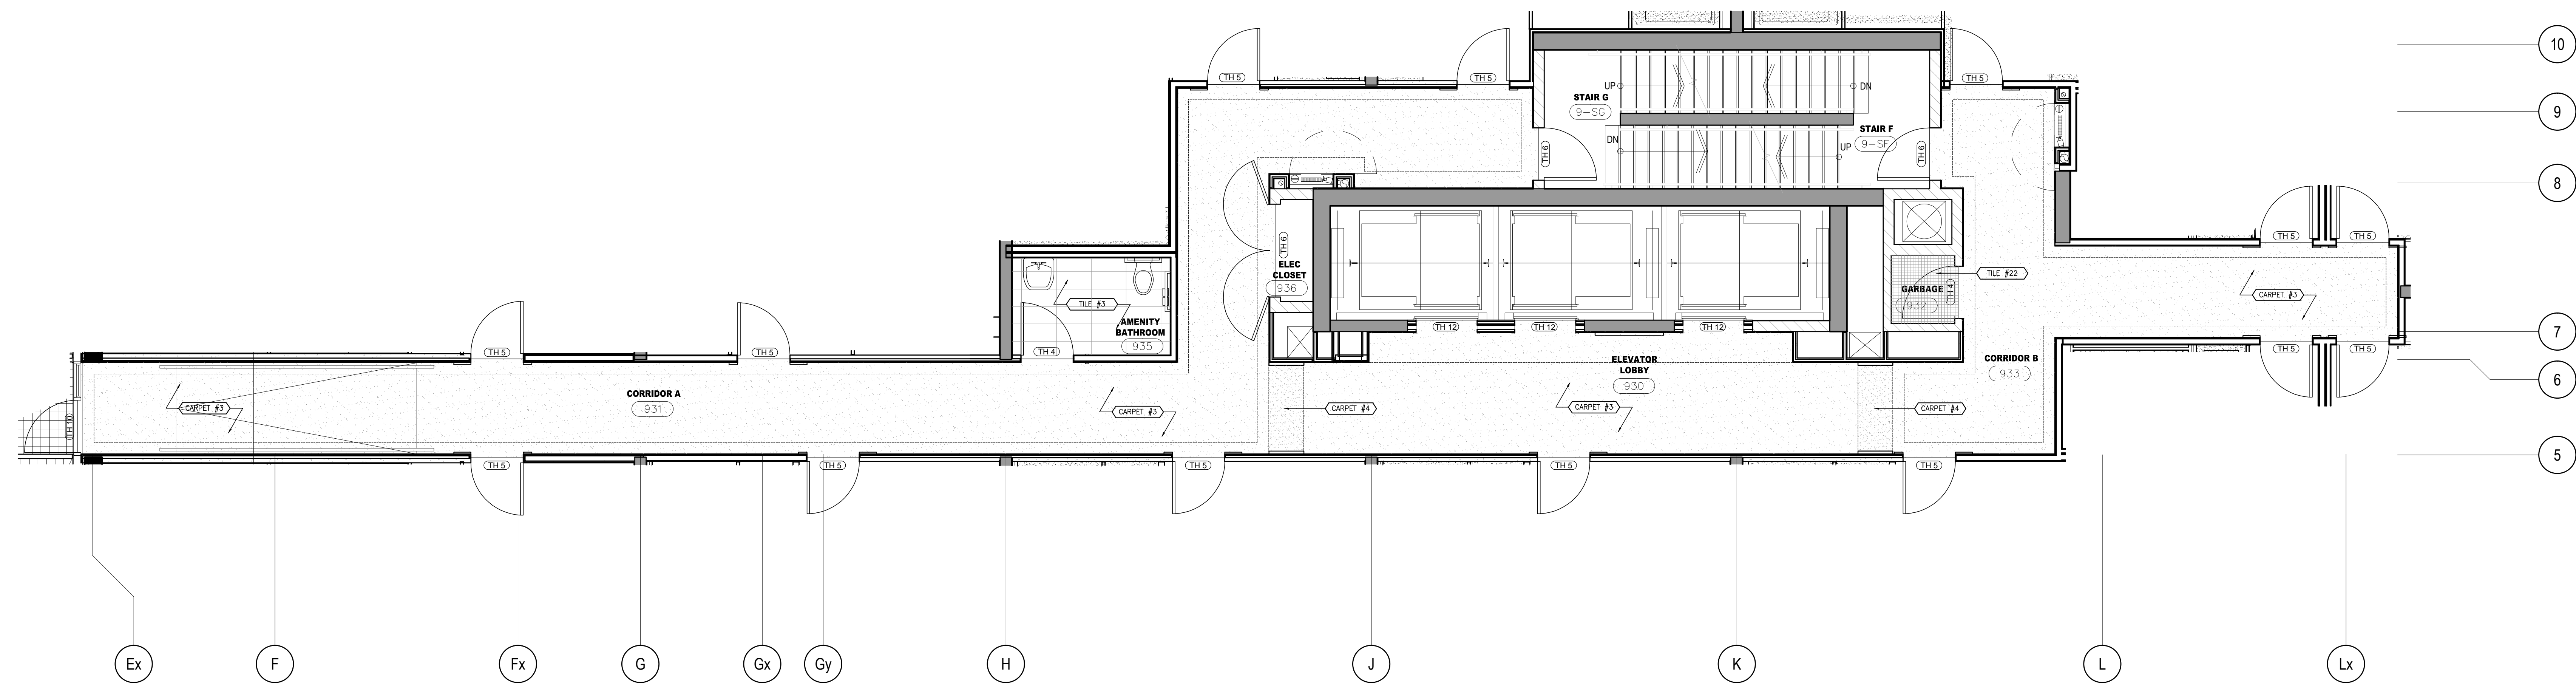 TH 5
TH 5
TH 5
10
UP
DN
STAIR G
9-SG
9
STAIR F
9-SF
DN
UP
TH 6
TH 6
8
TH 6
TH 5
TH 5
ELEC
CLOSET
936
TILE #22
TILE #3
GARBAGE
932
TH 4
CARPET #3
AMENITY
BATHROOM
935
TH 12
TH 12
TH 12
7
TH 5
TH 5
TH 4
TH 5
TH 5
ELEVATOR
LOBBY
930
CORRIDOR B
933
6
CORRIDOR A
931
CARPET #3
CARPET #3
CARPET #4
CARPET #3
CARPET #4
TH 10
5
TH 5
TH 5
TH 5
TH 5
TH 5
Ex
F
Fx
G
Gx
Gy
H
J
K
L
Lx